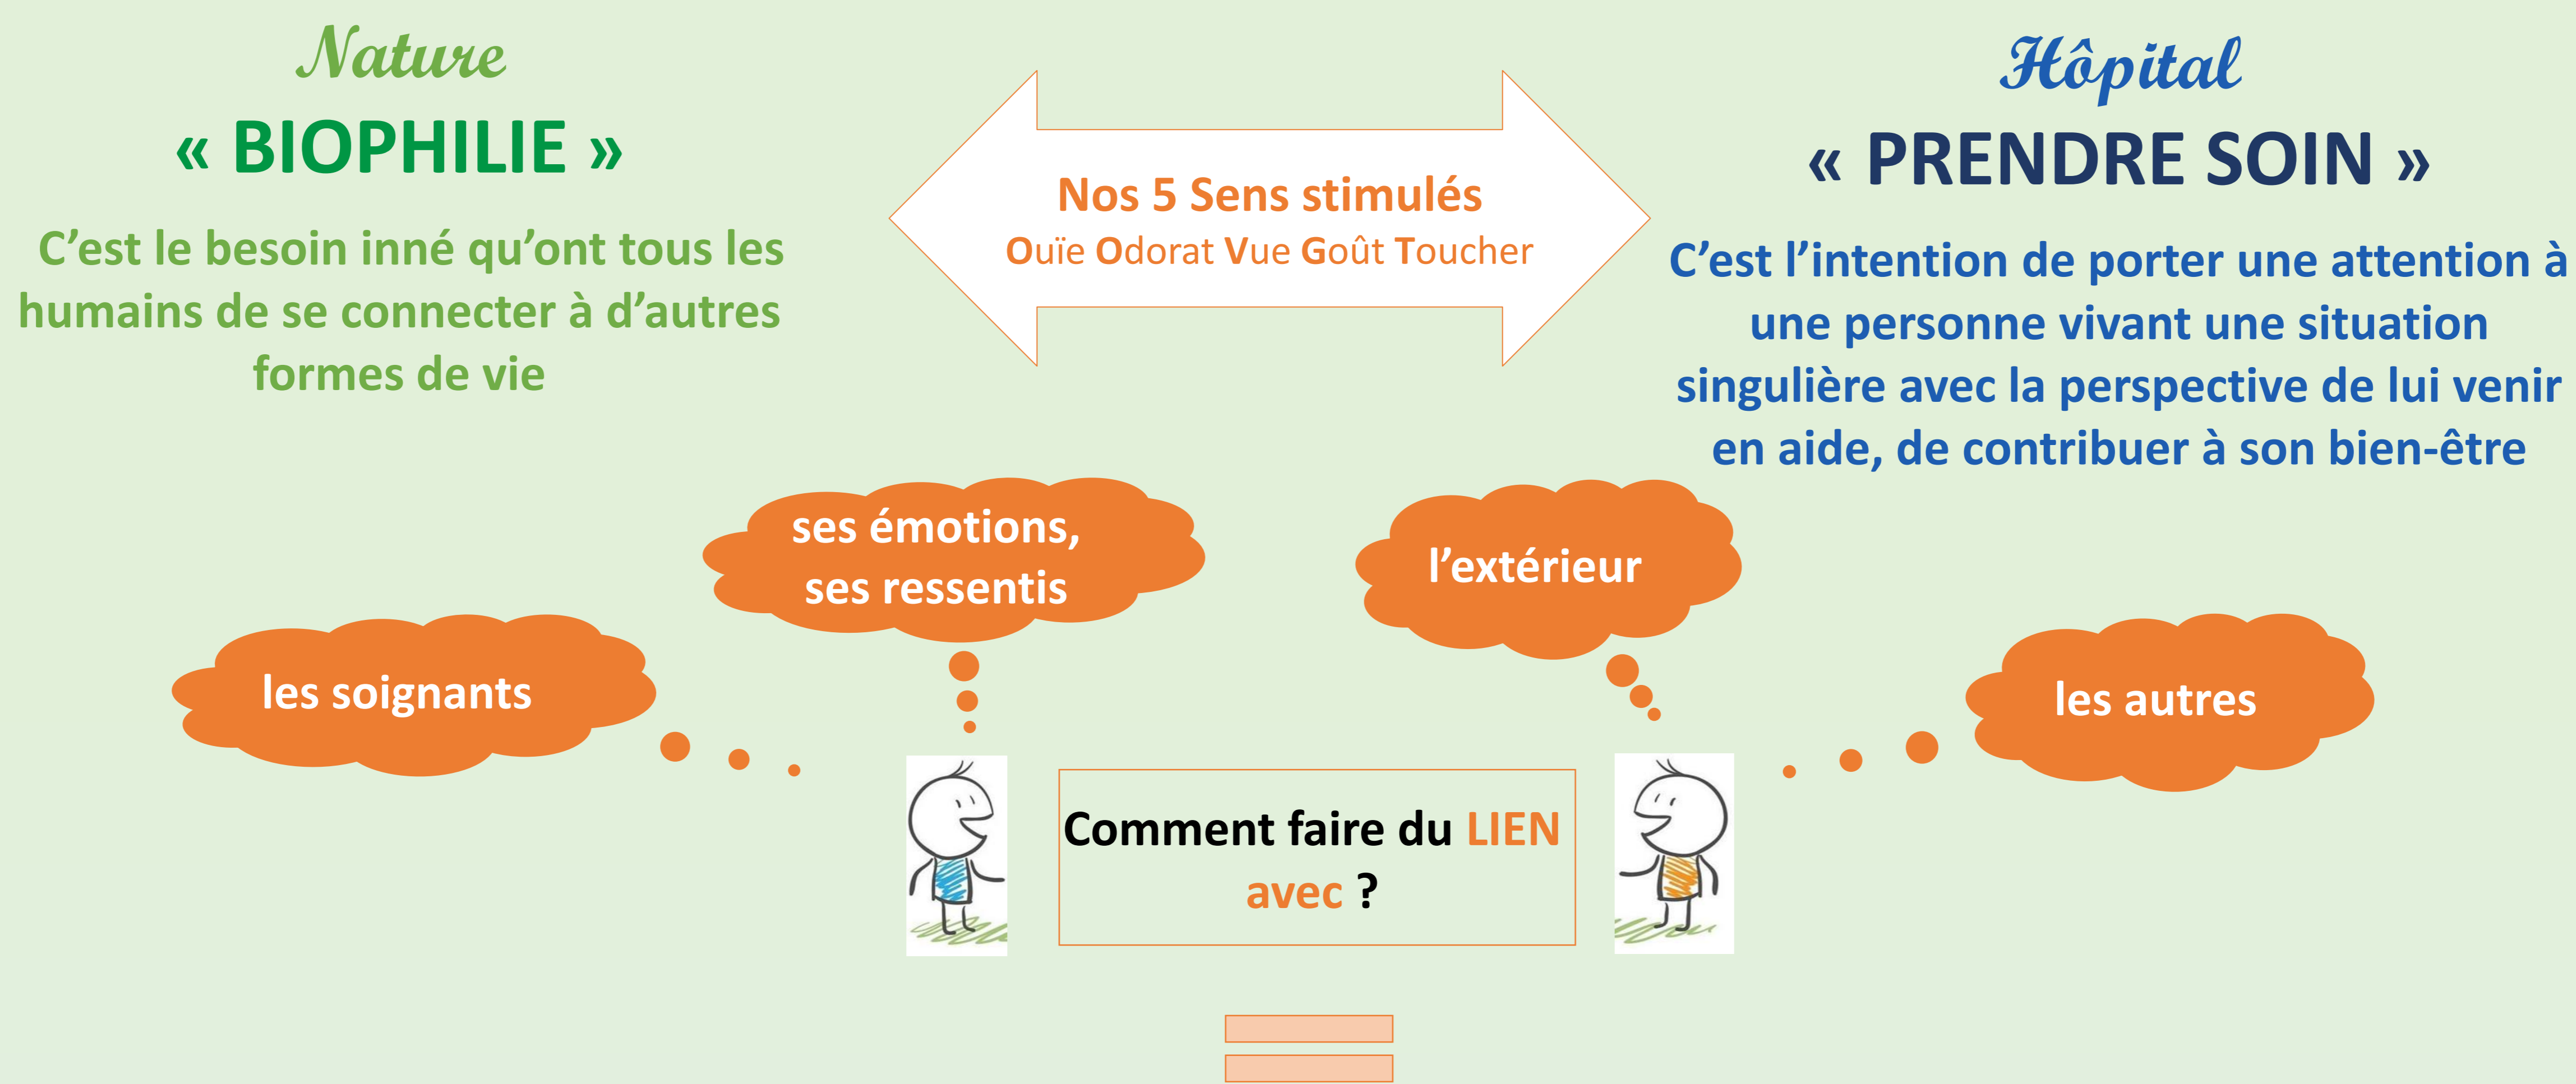 Nature
« BIOPHILIE »
C’est le besoin inné qu’ont tous les
humains de se connecter à d’autres
formes de vie
Nos 5 Sens stimulés
Ouïe Odorat Vue Goût Toucher
Hôpital
« PRENDRE SOIN »
C’est l’intention de porter une attention à
une personne vivant une situation
singulière avec la perspective de lui venir
en aide, de contribuer à son bien-être
les soignants
ses émotions,
ses ressentis
l’extérieur
les autres
Comment faire du LIEN
avec ?